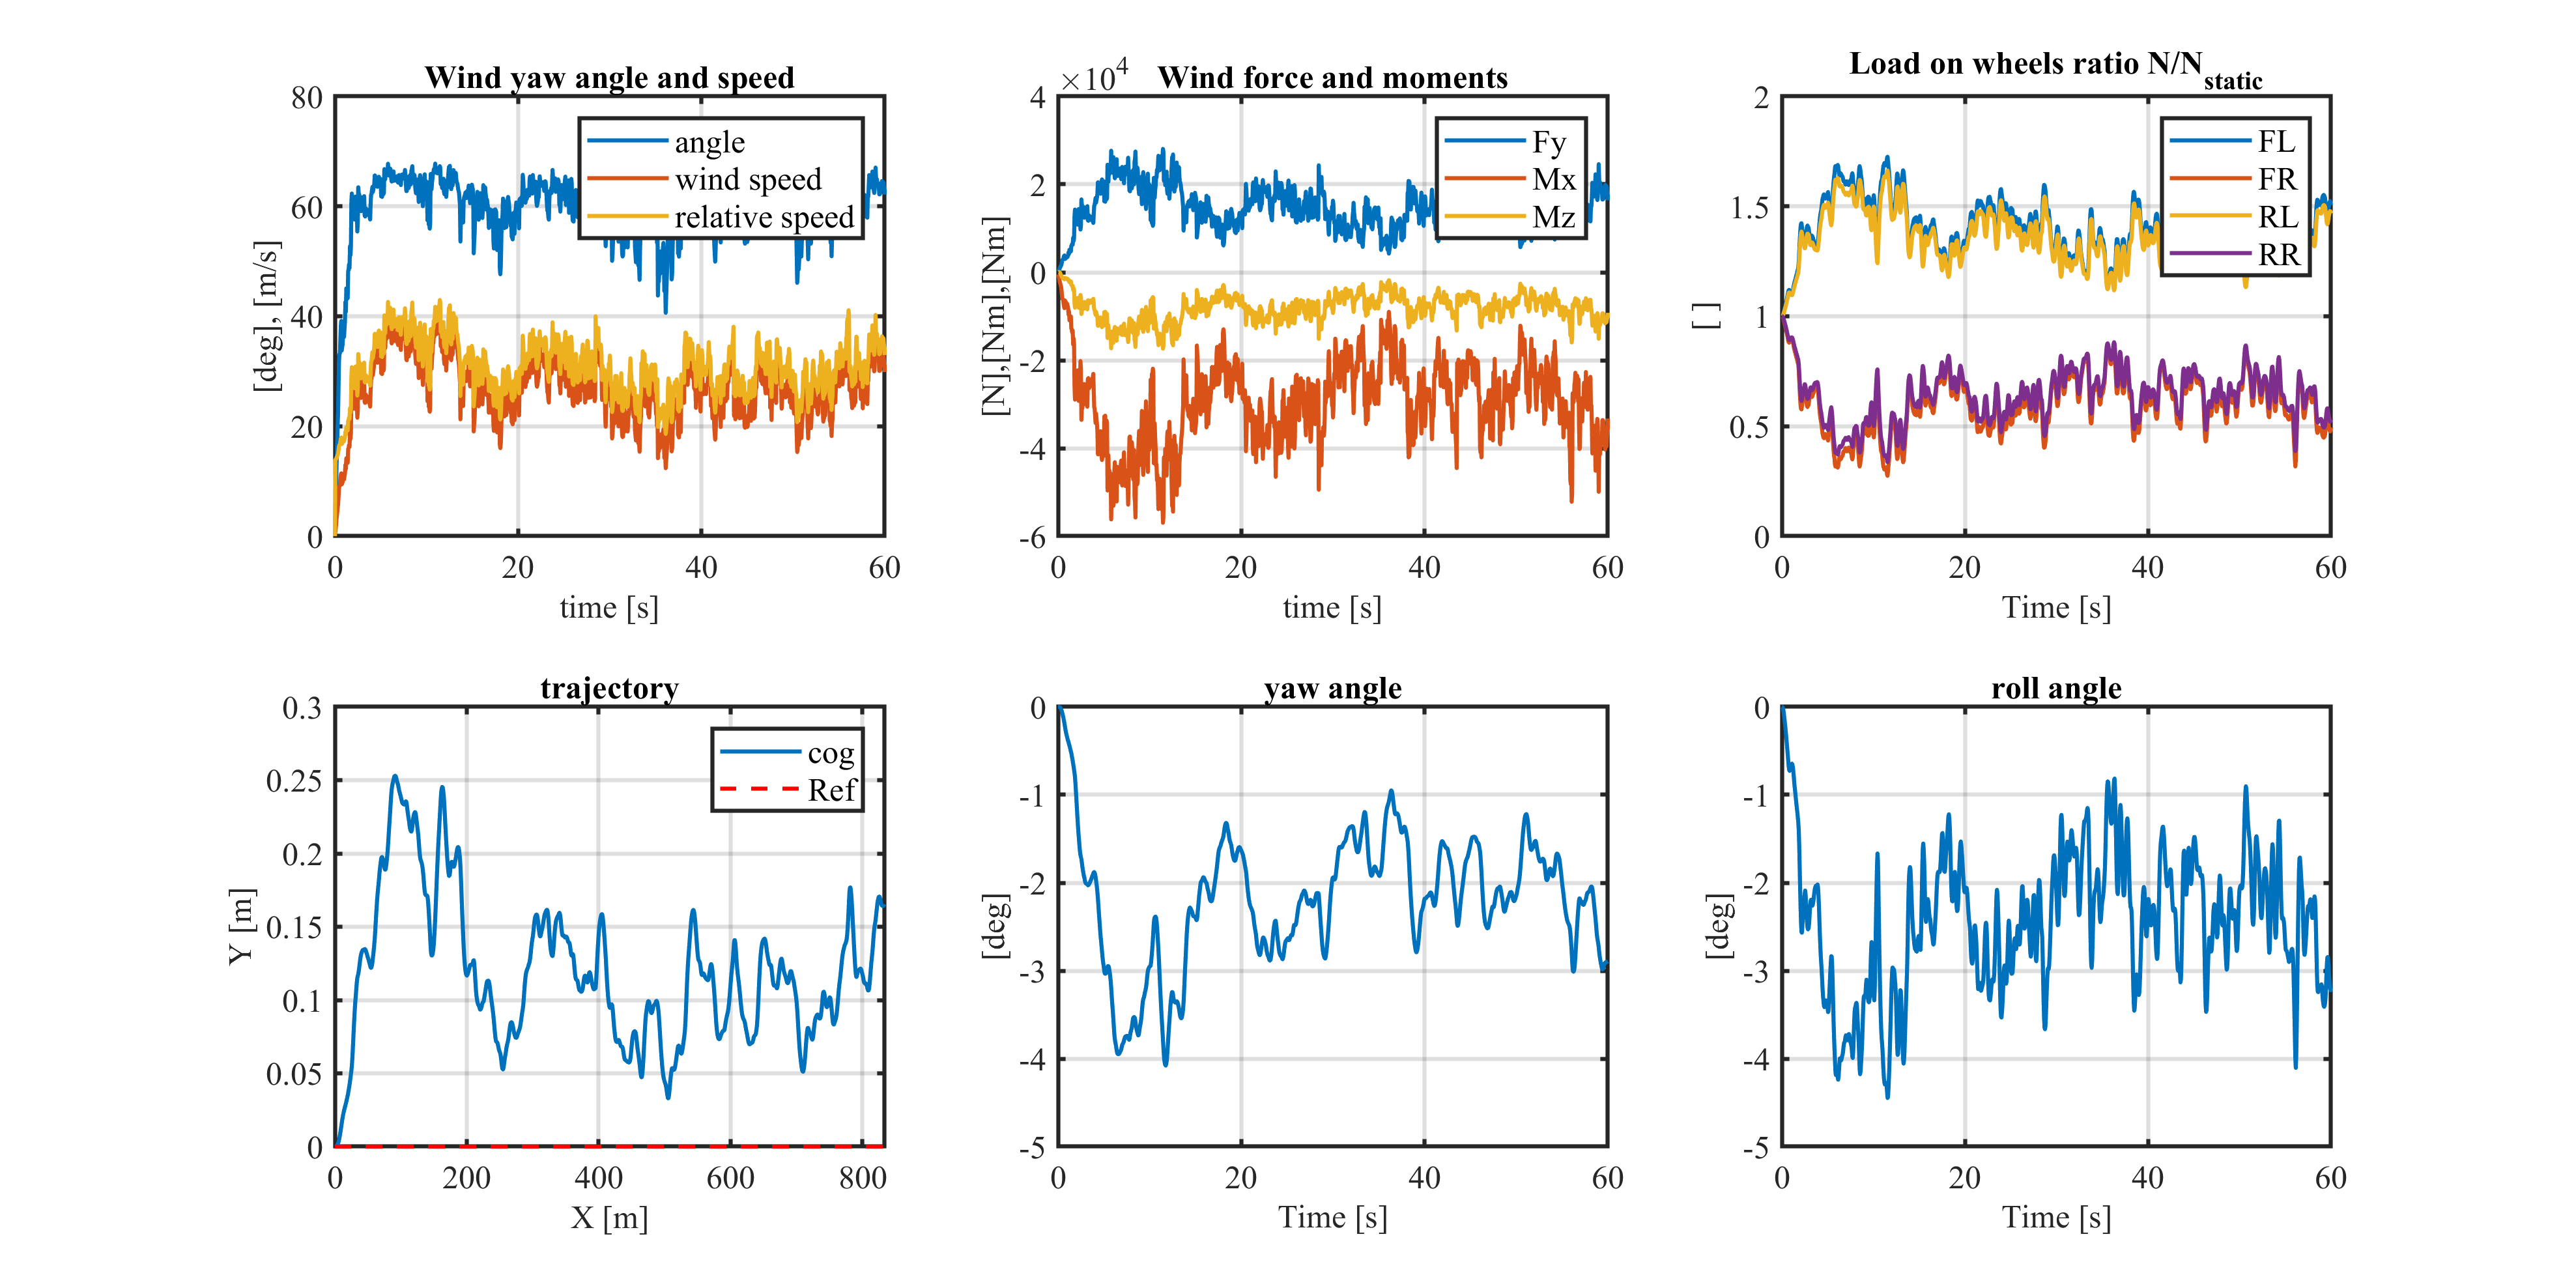 Wind yaw angle and speed
80
60
40
20
0
0 20 40 60
[deg], [m/s]
time [s]
angle
wind speed
relative speed
×10⁴
Wind force and moments
4
2
0
-2
-4
-6
0 20 40 60
[N],[Nm],[Nm]
time [s]
Fy
Mx
Mz
Load on wheels ratio N/N_static
2
1.5
1
0.5
0
0 20 40 60
[ ]
Time [s]
FL
FR
RL
RR
trajectory
0.3
0.25
0.2
0.15
0.1
0.05
0
0 200 400 600 800
Y [m]
X [m]
cog
Ref
yaw angle
0
-1
-2
-3
-4
-5
0 20 40 60
[deg]
Time [s]
roll angle
0
-1
-2
-3
-4
-5
0 20 40 60
[deg]
Time [s]